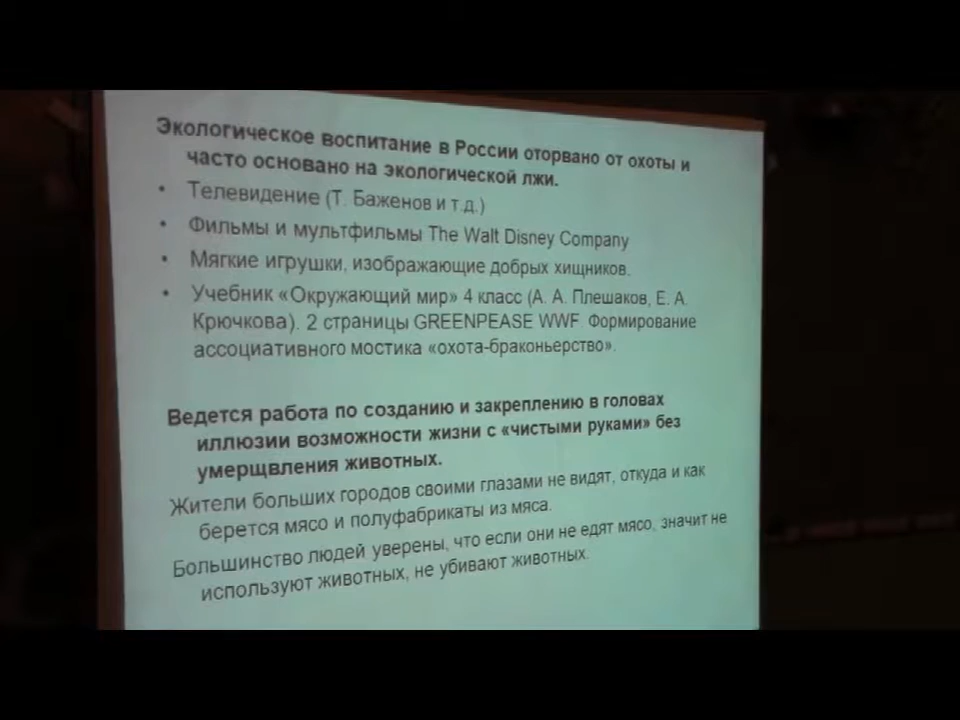 Экологическое воспитание в России оторвано от охоты и
часто основано на экологической лжи.
• Телевидение (Т. Баженов и т.д.)
• Фильмы и мультфильмы The Walt Disney Company
• Мягкие игрушки, изображающие добрых хищников.
• Учебник «Окружающий мир» 4 класс (А. А. Плешаков, Е. А.
Крючкова). 2 страницы GREENPEASE WWF. Формирование
ассоциативного мостика «охота-браконьерство».
Ведется работа по созданию и закреплению в головах
иллюзии возможности жизни с «чистыми руками» без
умерщвления животных.
Жители больших городов своими глазами не видят, откуда и как
берется мясо и полуфабрикаты из мяса.
Большинство людей уверены, что если они не едят мясо, значит не
используют животных, не убивают животных.